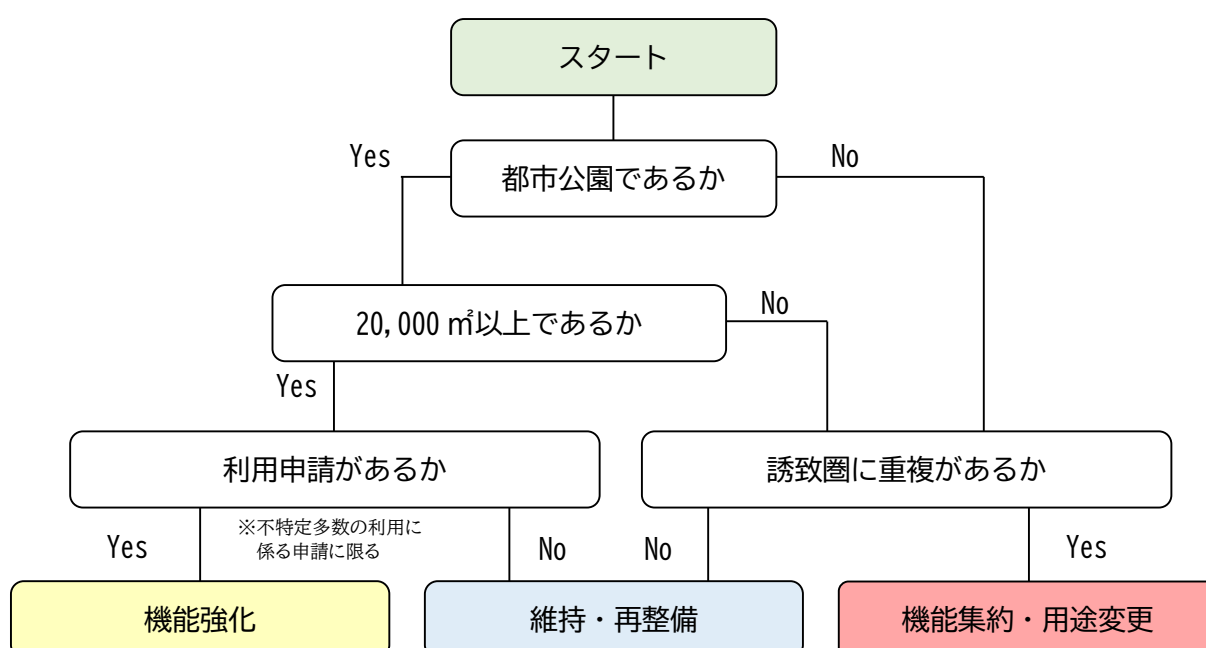 スタート
Yes
都市公園であるか
No
20,000 ㎡以上であるか
No
Yes
利用申請があるか
誘致圏に重複があるか
Yes
※不特定多数の利用に
係る申請に限る
No
No
Yes
機能強化
維持・再整備
機能集約・用途変更